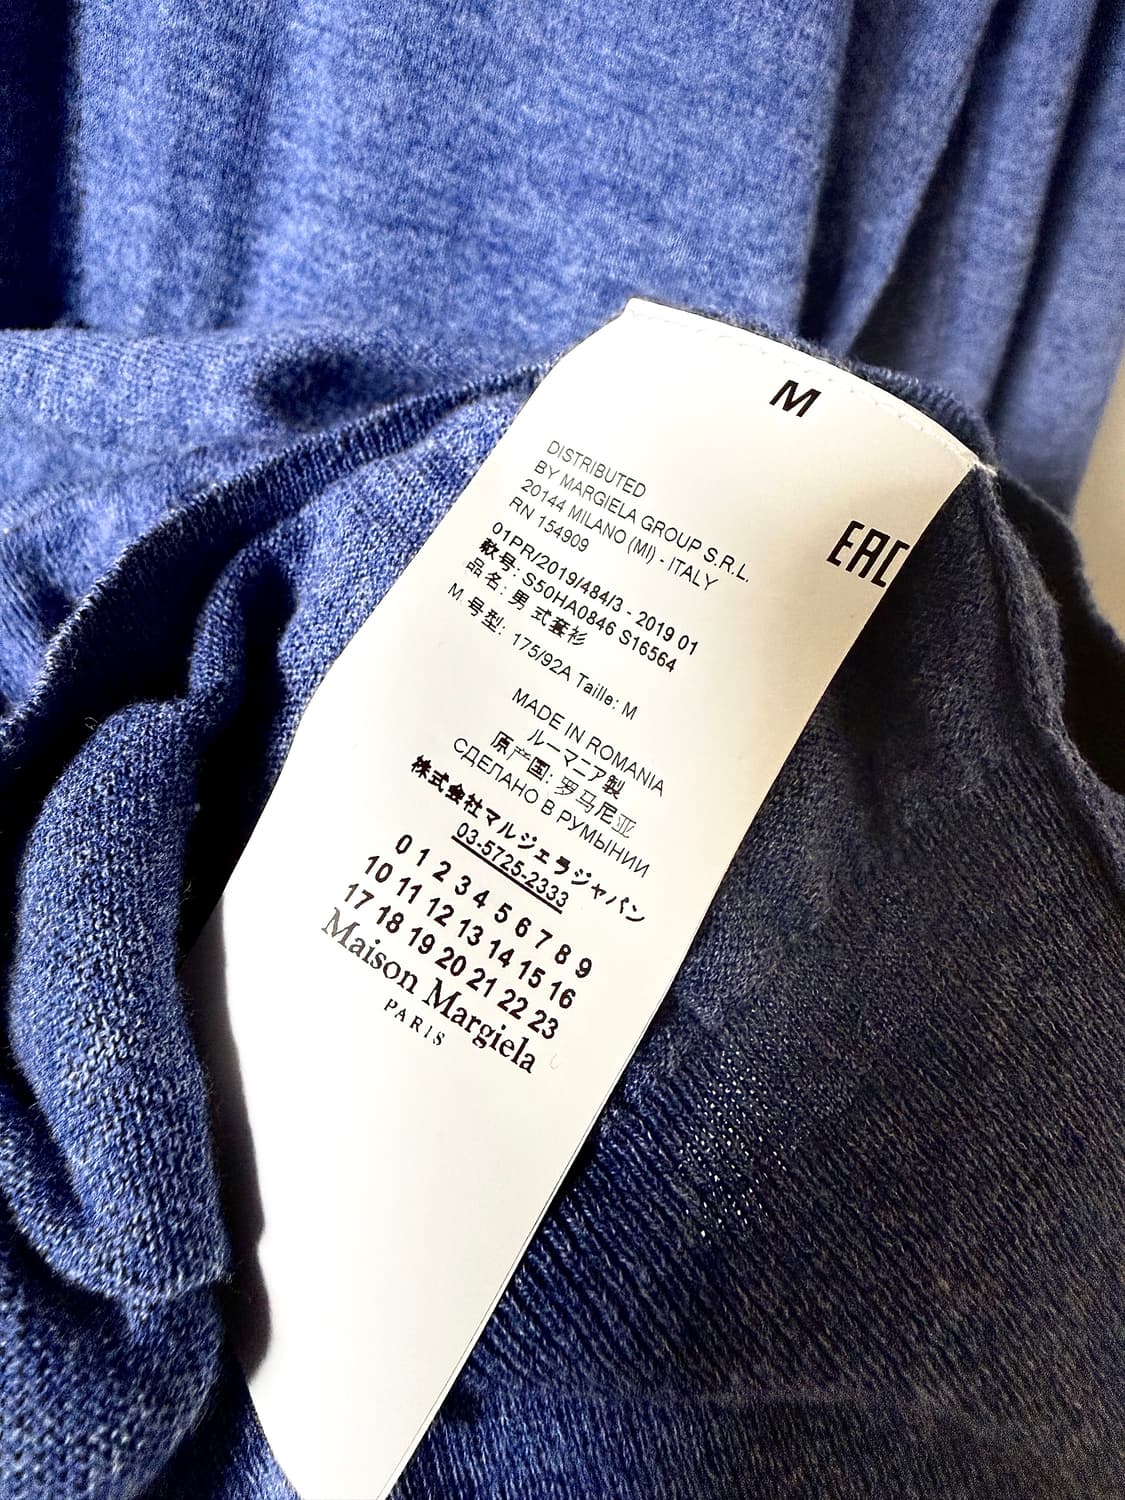 M
DISTRIBUTED
BY MARGIELA GROUP S.R.L.
20144 MILANO (MI) - ITALY
RN 154909
EAC
01PR/2019/484/3 - 2019 01
款号: S50HA0846 S16564
品名: 男 式套衫
M 号型: 175/92A Taille: M
MADE IN ROMANIA
ルーマニア製
原产国: 罗马尼亚
СДЕЛАНО В РУМЫНИИ
株式会社マルジェラジャパン
03-5725-2333
0 1 2 3 4 5 6 7 8 9
10 11 12 13 14 15 16
17 18 19 20 21 22 23
Maison Margiela
PARIS